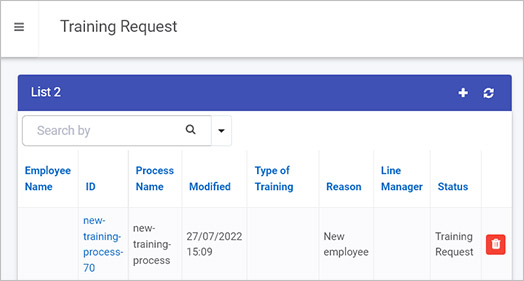 Training Request
List 2
Search by
Employee Name ID Process Name Modified Type of Training Reason Line Manager Status
new-training-process-70 new-training-process 27/07/2022 15:09 New employee Training Request